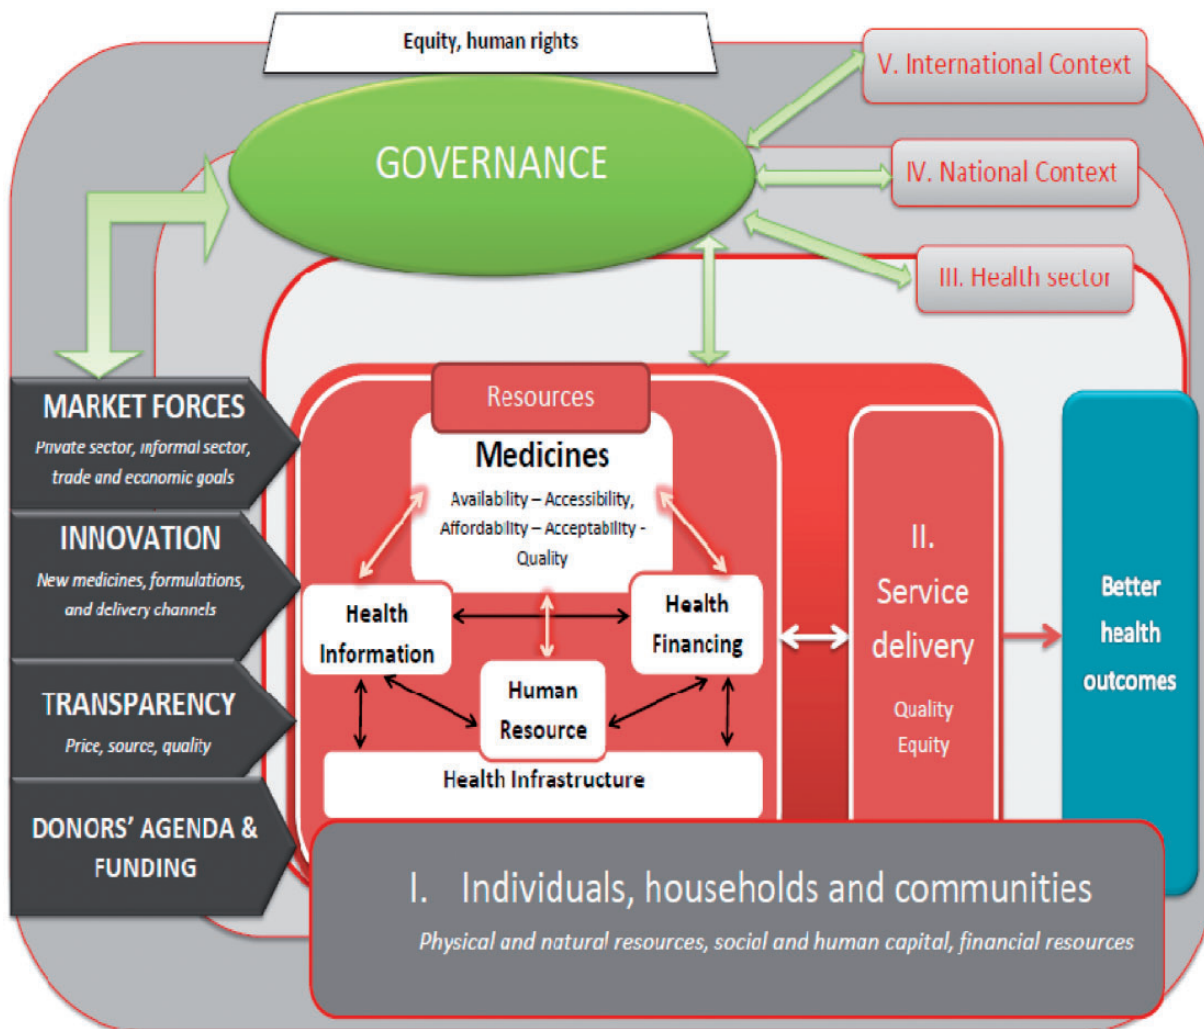 Equity, human rights
GOVERNANCE
V. International Context
IV. National Context
III. Health sector
MARKET FORCES
Private sector, informal sector,
trade and economic goals
INNOVATION
New medicines, formulations,
and delivery channels
TRANSPARENCY
Price, source, quality
DONORS’ AGENDA &
FUNDING
Resources
Medicines
Availability – Accessibility,
Affordability – Acceptability -
Quality
Health
Information
Health
Financing
Human
Resource
Health Infrastructure
II.
Service
delivery
Quality
Equity
Better
health
outcomes
I. Individuals, households and communities
Physical and natural resources, social and human capital, financial resources